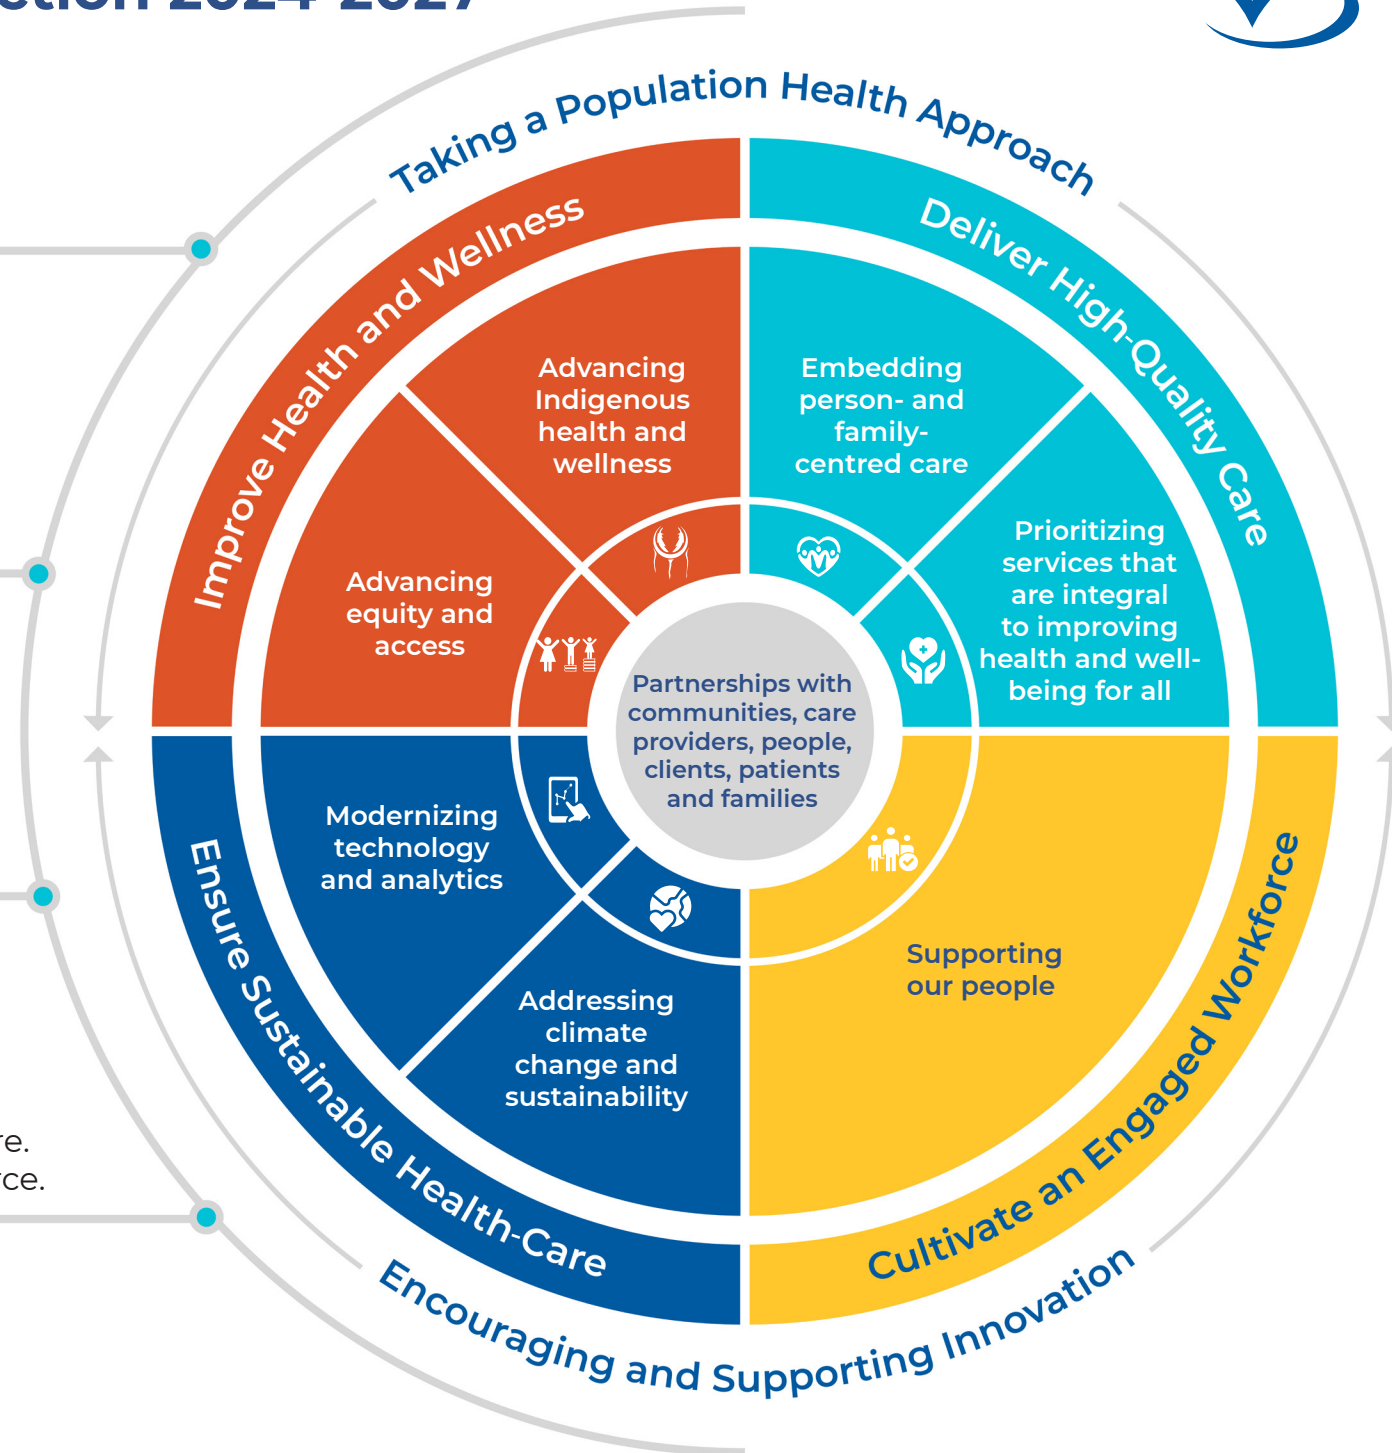 2024-2027
Taking a Population Health Approach
Improve Health and Wellness
Deliver High-Quality Care
Advancing
Indigenous
health and
wellness
Embedding
person- and
family-
centred care
Advancing
equity and
access
Prioritizing
services that
are integral
to improving
health and well-
being for all
Partnerships with
communities, care
providers, people,
clients, patients
and families
Modernizing
technology
and analytics
Addressing
climate
change and
sustainability
Supporting
our people
Ensure Sustainable Health-Care
Cultivate an Engaged Workforce
Encouraging and Supporting Innovation